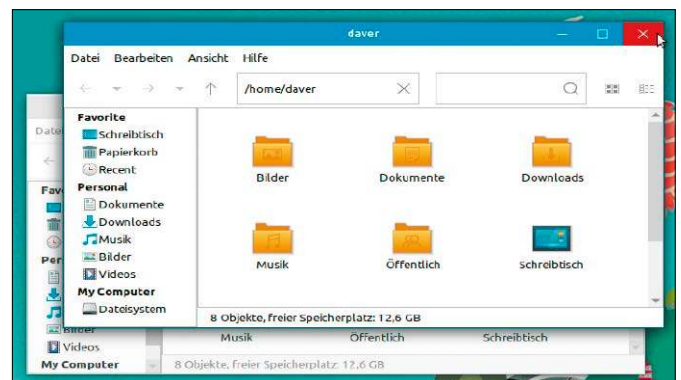 daver
Datei Bearbeiten Ansicht Hilfe
/home/daver
Favorite
Schreibtisch
Papierkorb
Recent
Personal
Dokumente
Downloads
Musik
Bilder
Videos
My Computer
Dateisystem
Bilder Dokumente Downloads
Musik Öffentlich Schreibtisch
8 Objekte, freier Speicherplatz: 12,6 GB
Date
Fav
Per
Bilder
Videos
My Computer
Musik Öffentlich Schreibtisch
8 Objekte, freier Speicherplatz: 12,6 GB